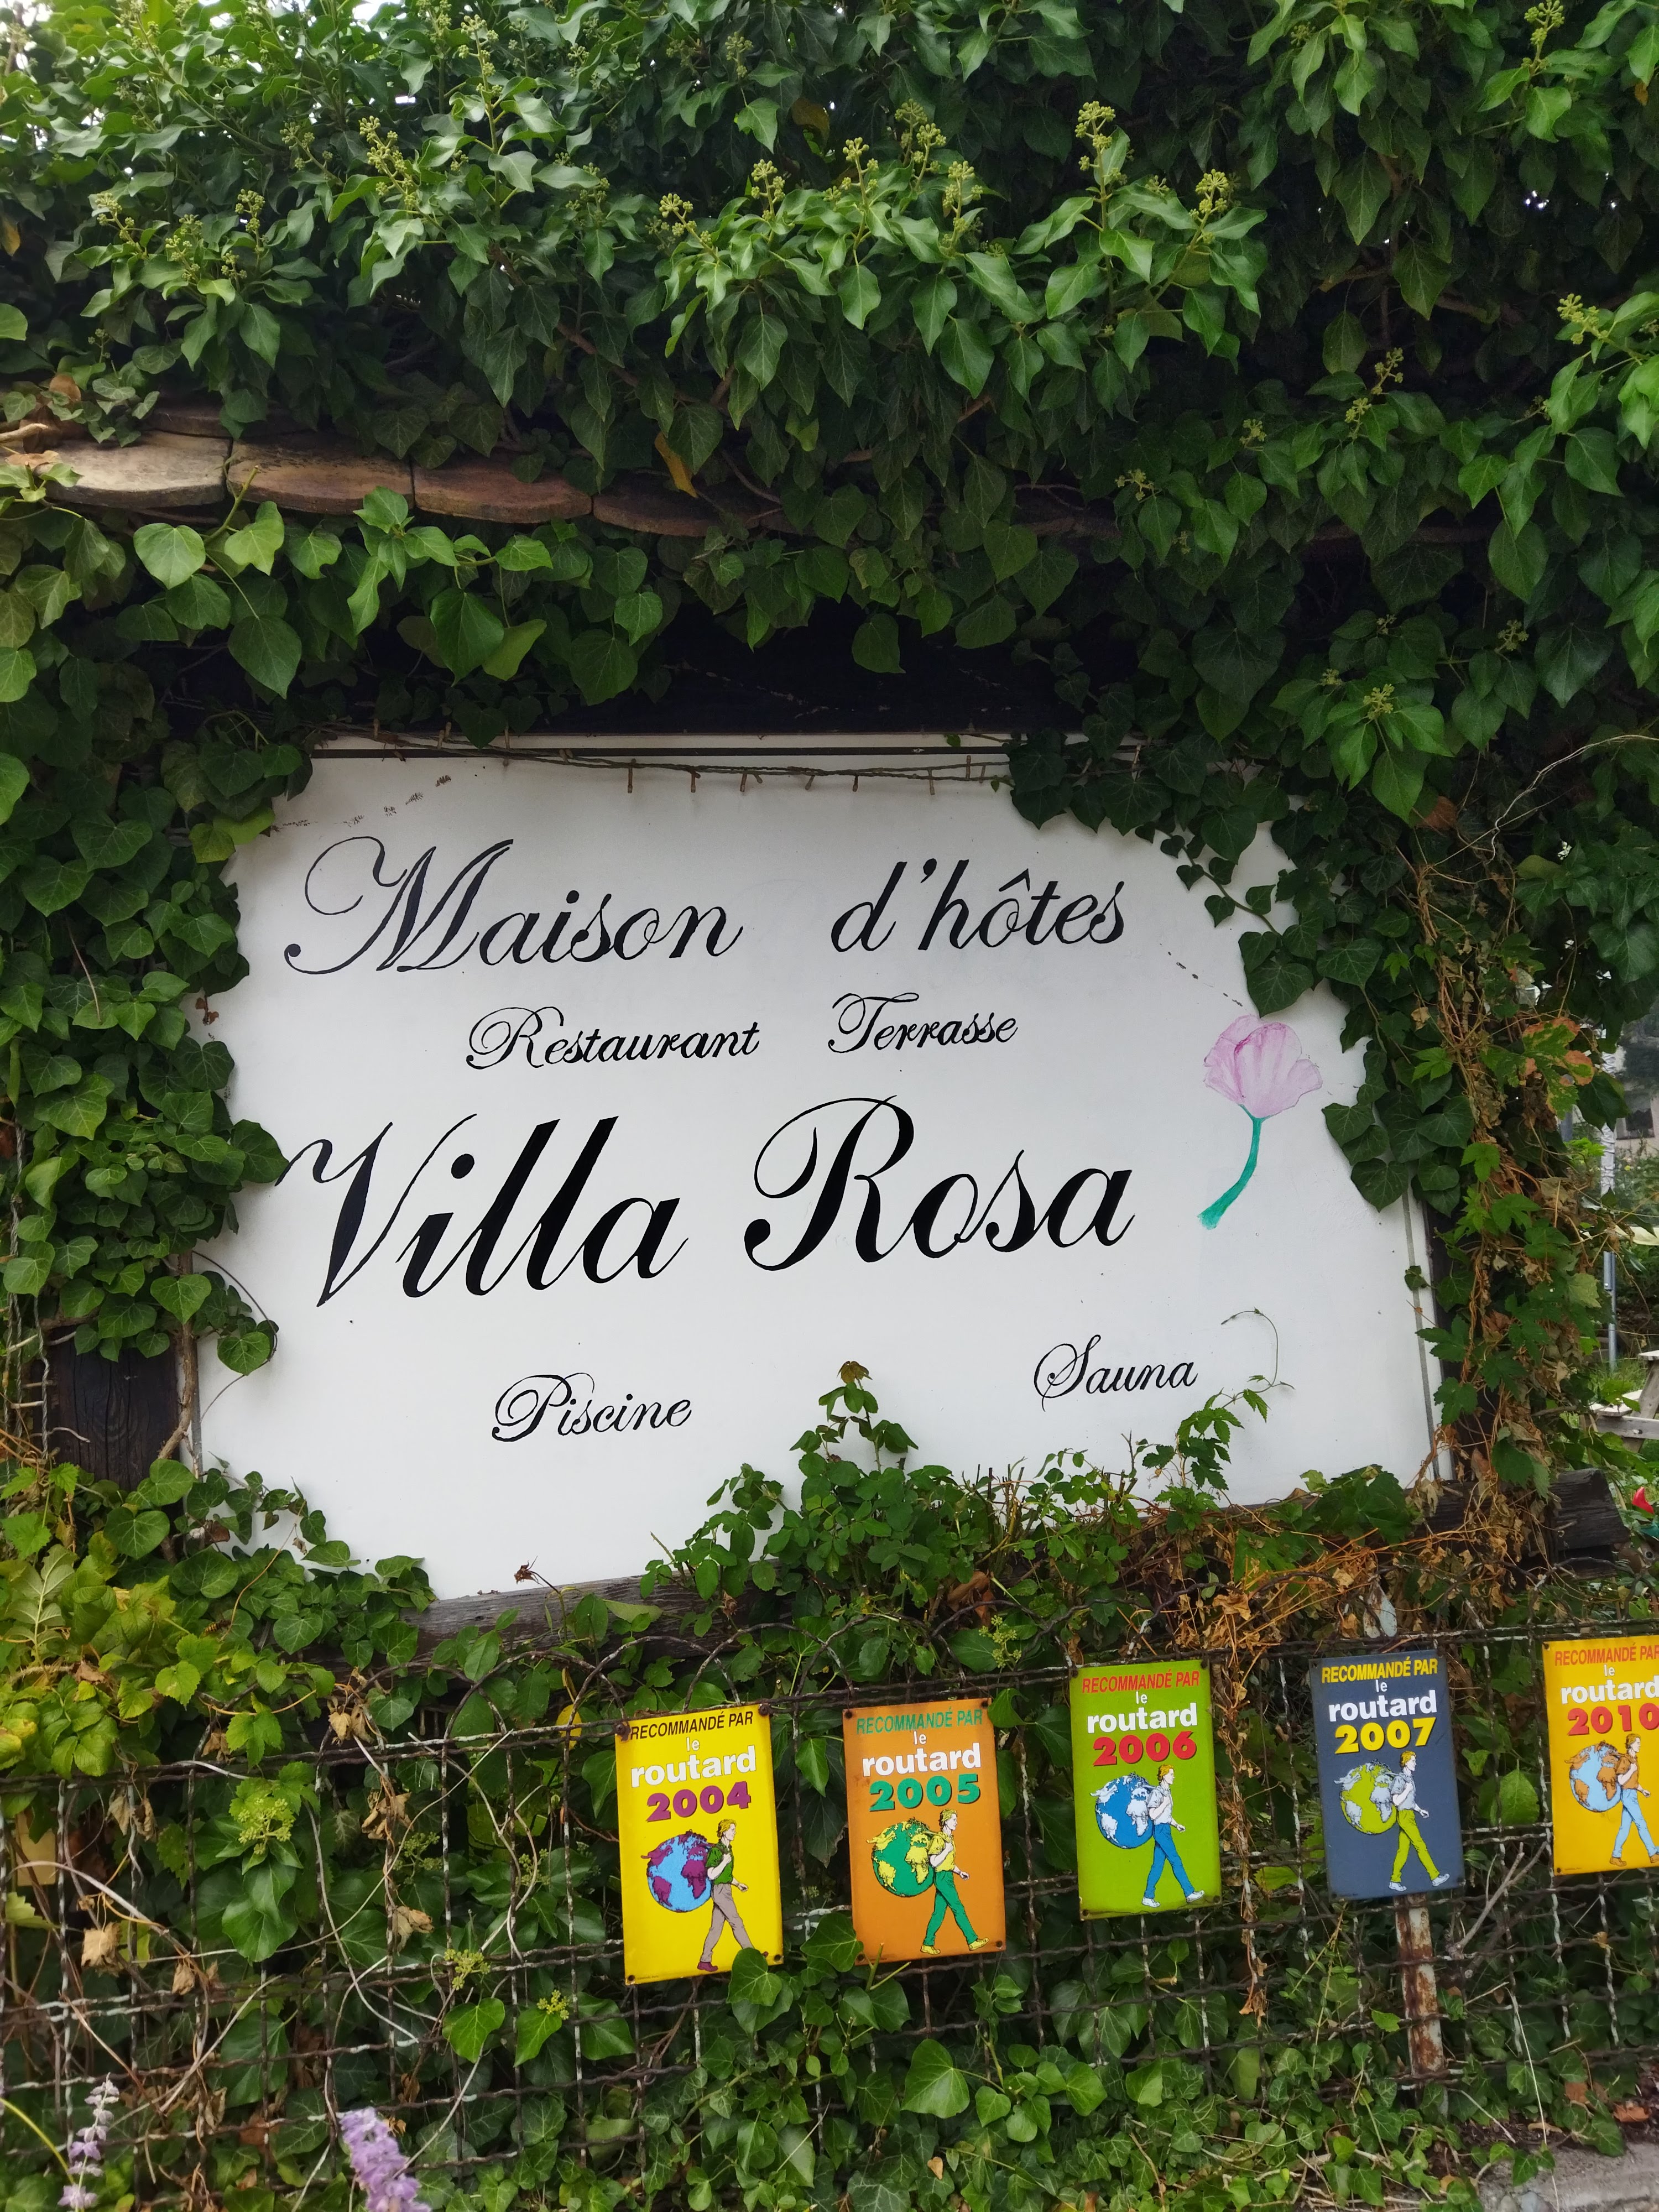 Maison d'hôtes
Restaurant Terrasse
Villa Rosa
Piscine Sauna
RECOMMANDÉ PAR
le
routard
2004
RECOMMANDÉ PAR
le
routard
2005
RECOMMANDÉ PAR
le
routard
2006
RECOMMANDÉ PAR
le
routard
2007
RECOMMANDÉ PAR
le
routard
2010